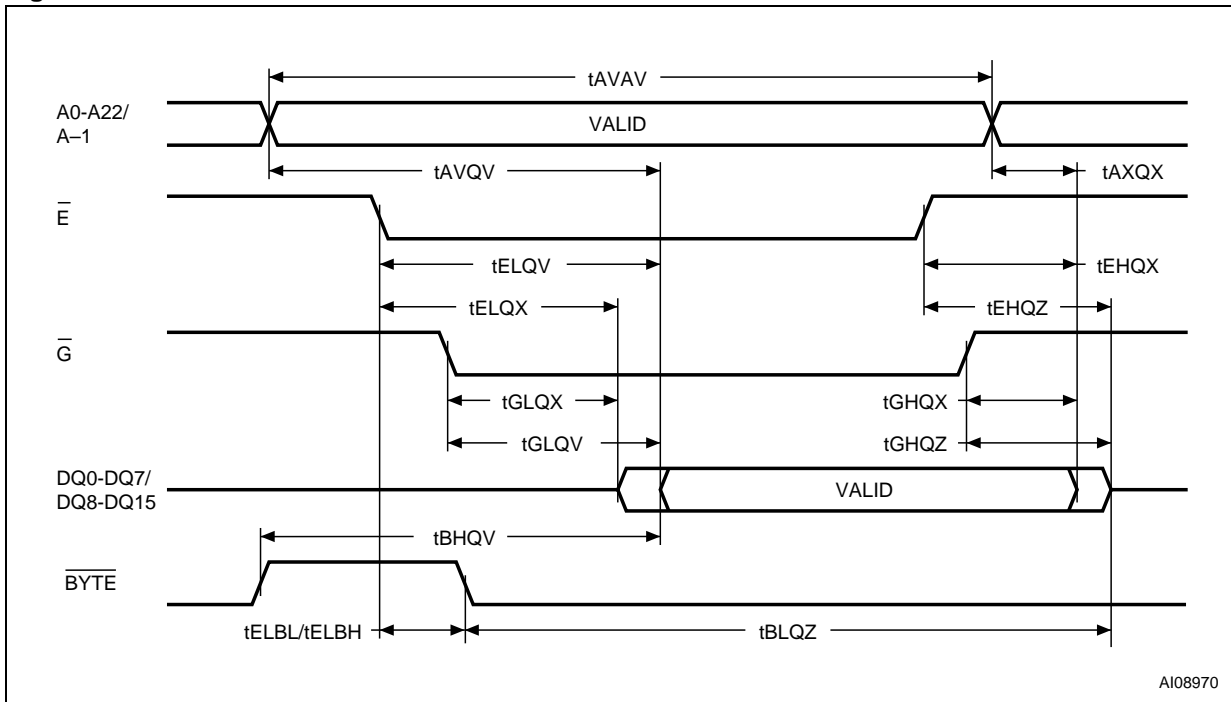 tAVAV
A0-A22/
A–1
VALID
tAVQV
tAXQX
E
tELQV
tEHQX
tELQX
tEHQZ
G
tGLQX
tGHQX
tGLQV
tGHQZ
DQ0-DQ7/
DQ8-DQ15
VALID
tBHQV
BYTE
tELBL/tELBH
tBLQZ
AI08970